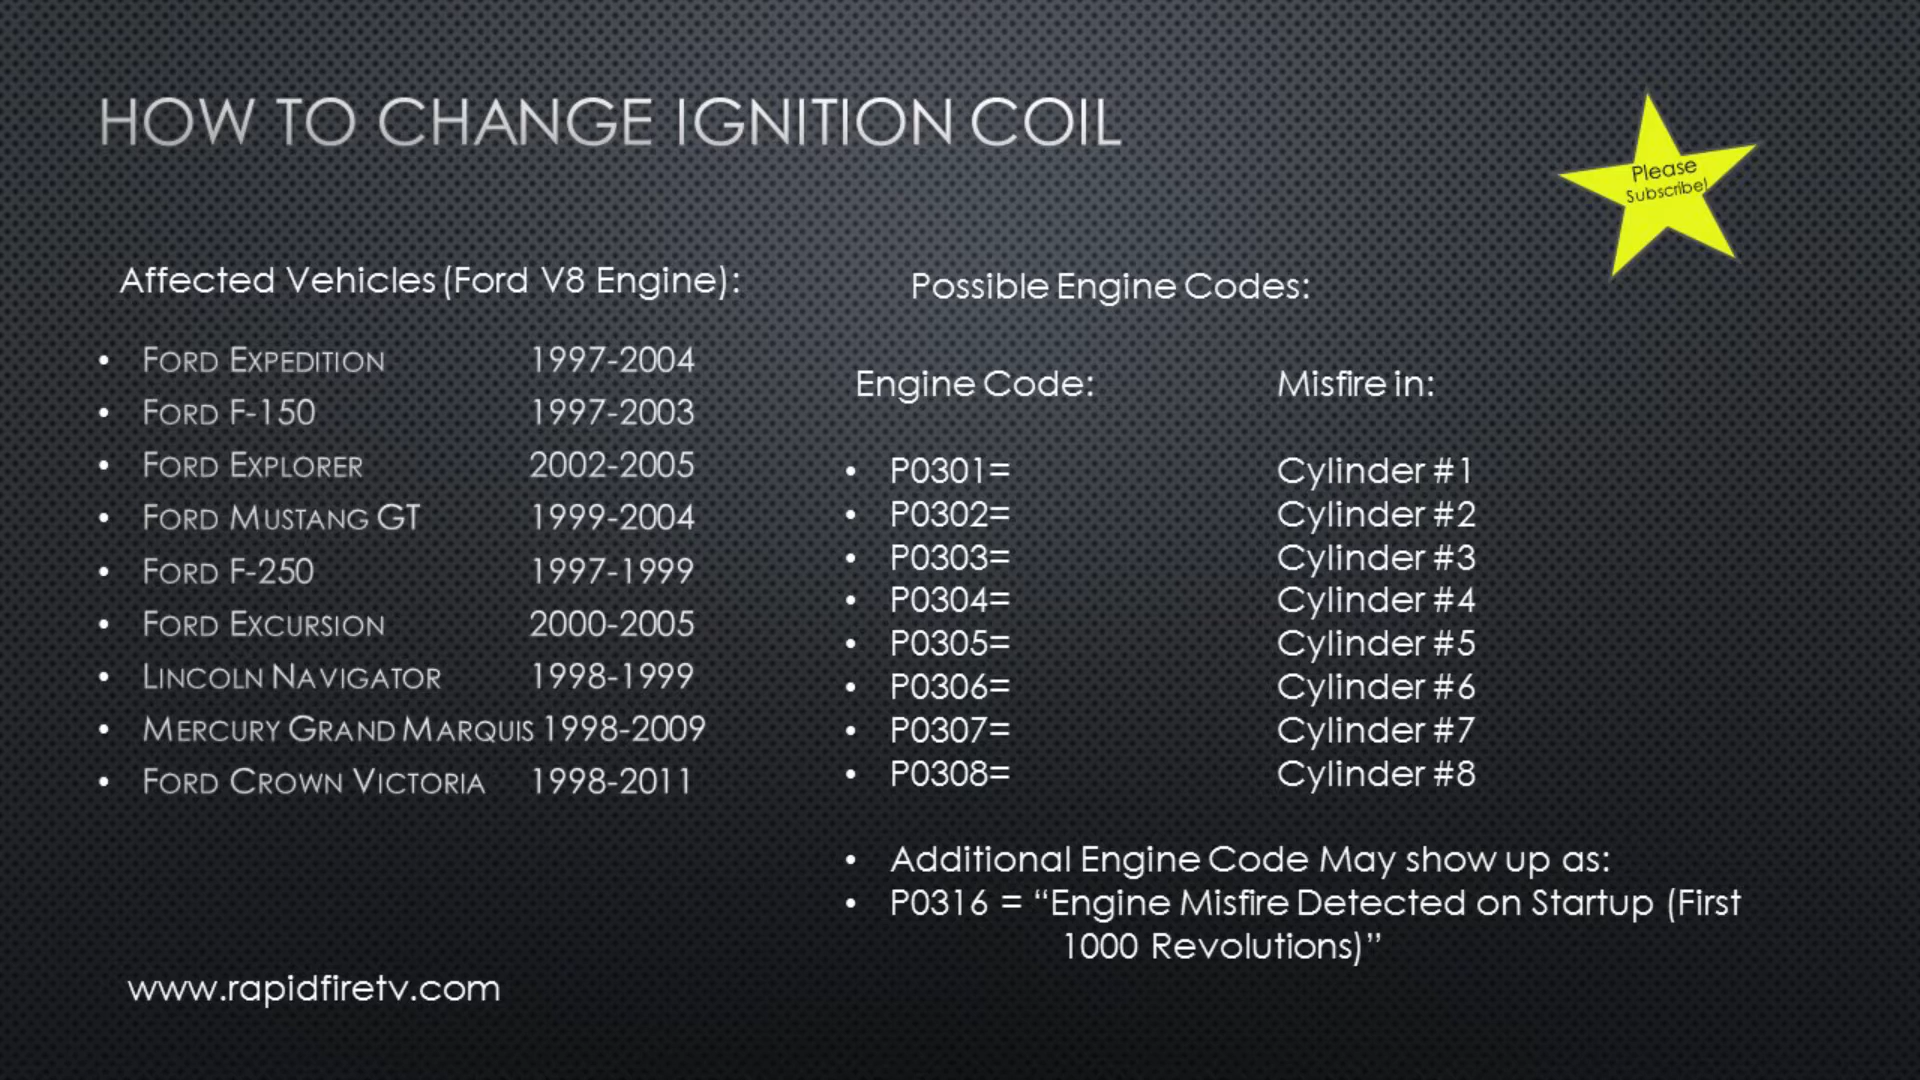 HOW TO CHANGE IGNITION COIL
Please
Subscribe!
Affected Vehicles (Ford V8 Engine):
• FORD EXPEDITION 1997-2004
• FORD F-150 1997-2003
• FORD EXPLORER 2002-2005
• FORD MUSTANG GT 1999-2004
• FORD F-250 1997-1999
• FORD EXCURSION 2000-2005
• LINCOLN NAVIGATOR 1998-1999
• MERCURY GRAND MARQUIS 1998-2009
• FORD CROWN VICTORIA 1998-2011
www.rapidfiretv.com
Possible Engine Codes:
Engine Code: Misfire in:
• P0301= Cylinder #1
• P0302= Cylinder #2
• P0303= Cylinder #3
• P0304= Cylinder #4
• P0305= Cylinder #5
• P0306= Cylinder #6
• P0307= Cylinder #7
• P0308= Cylinder #8
• Additional Engine Code May show up as:
• P0316 = “Engine Misfire Detected on Startup (First
1000 Revolutions)”